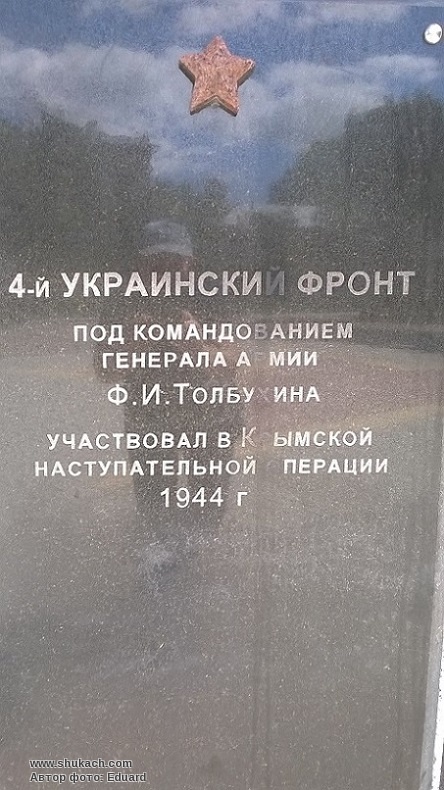 4-й УКРАИНСКИЙ ФРОНТ
ПОД КОМАНДОВАНИЕМ
ГЕНЕРАЛА АРМИИ
Ф.И.ТОЛБУХИНА
УЧАСТВОВАЛ В КРЫМСКОЙ
НАСТУПАТЕЛЬНОЙ ОПЕРАЦИИ
1944 г
www.shukach.com
Автор фото: Eduard